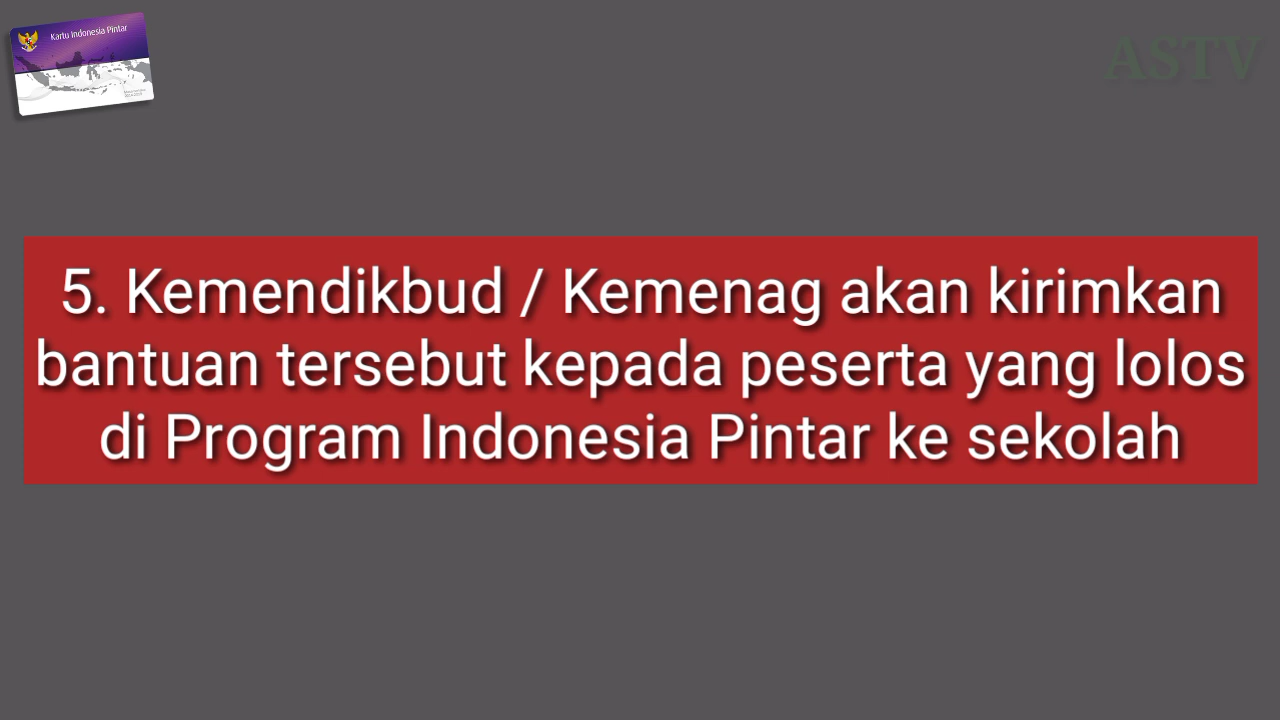 Kartu Indonesia Pintar
ASTV
5. Kemendikbud / Kemenag akan kirimkan
bantuan tersebut kepada peserta yang lolos
di Program Indonesia Pintar ke sekolah